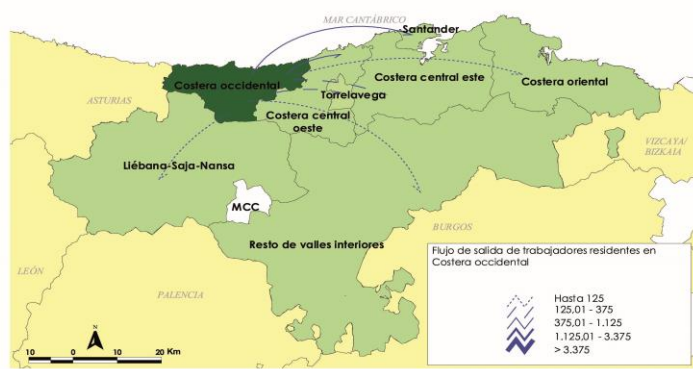 MAR CANTÁBRICO
Santander
Costera occidental
Costera central este
Costera oriental
ASTURIAS
Torrelavega
Costera central
oeste
VIZCAYA/
BIZKAIA
Liébana-Saja-Nansa
MCC
BURGOS
Resto de valles interiores
LEÓN
PALENCIA
Flujo de salida de trabajadores residentes en
Costera occidental
Hasta 125
125,01 - 375
375,01 - 1.125
1.125,01 - 3.375
> 3.375
N
10 0 10 20 Km